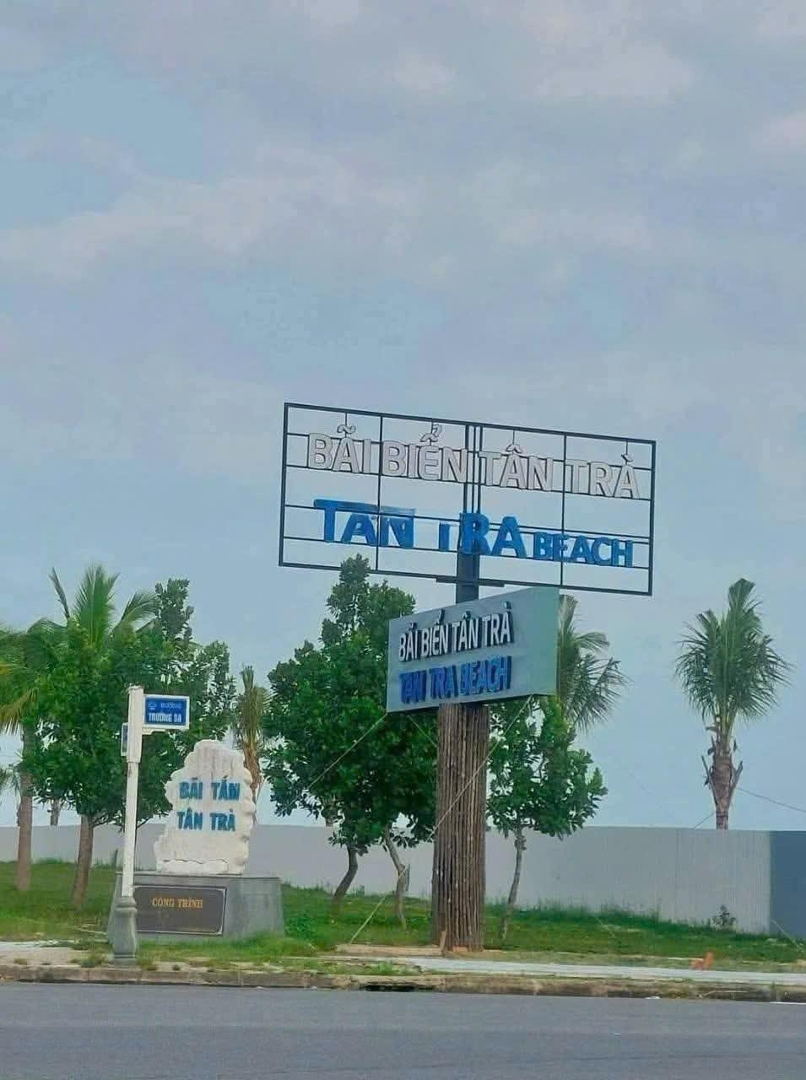 BÃI BIỂN TÂN TRÀ
TAN TRA BEACH
BÃI BIỂN TÂN TRÀ
TAN TRA BEACH
ĐƯỜNG
TRƯỜNG SA
BÃI TẮM
TÂN TRÀ
CÔNG TRÌNH